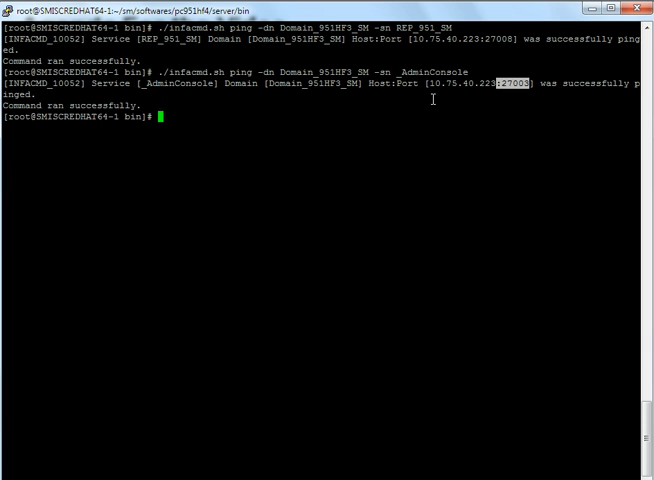 root@SMISCREDHAT64-1:~/sm/softwares/pc951hf4/server/bin
[root@SMISCREDHAT64-1 bin]# ./infacmd.sh ping -dn Domain_951HF3_SM -sn REP_951_SM
[INFACMD_10052] Service [REP_951_SM] Domain [Domain_951HF3_SM] Host:Port [10.75.40.223:27008] was successfully ping
ed.
Command ran successfully.
[root@SMISCREDHAT64-1 bin]# ./infacmd.sh ping -dn Domain_951HF3_SM -sn _AdminConsole
[INFACMD_10052] Service [_AdminConsole] Domain [Domain_951HF3_SM] Host:Port [10.75.40.223:27003] was successfully p
inged.
Command ran successfully.
[root@SMISCREDHAT64-1 bin]#